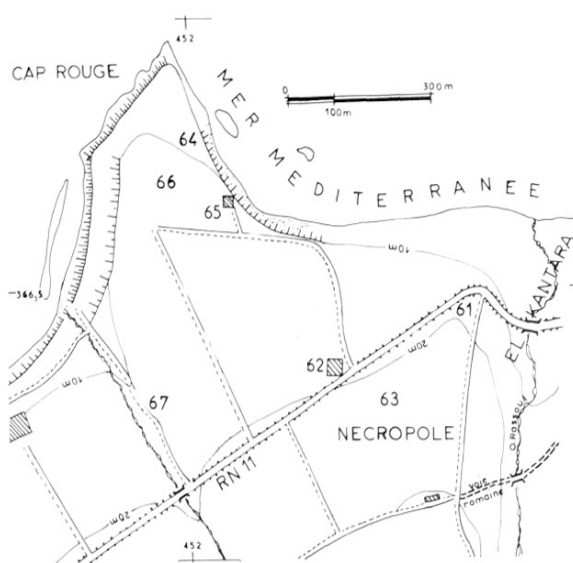 452
CAP ROUGE
MER MEDITERRANEE
0 300m
100m
64
66
65
10m
366,5
EL KANTARA
61
20m
62
10m
67
63
NECROPOLE
O.Rassoul
RN 11
voie
romaine
20m
452